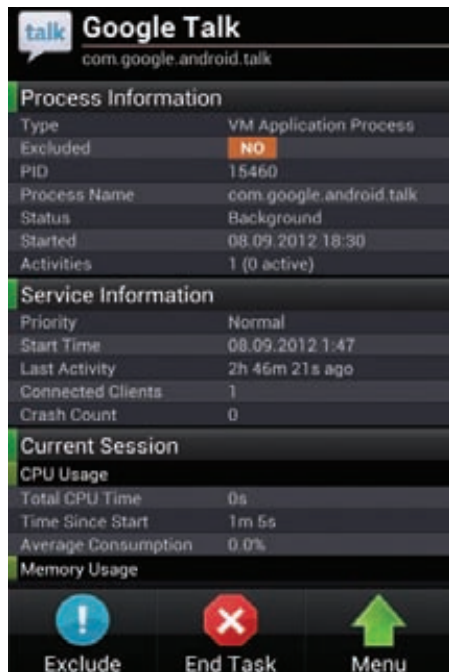 talk Google Talk
com.google.android.talk
Process Information
Type VM Application Process
Excluded NO
PID 15460
Process Name com.google.android.talk
Status Background
Started 08.09.2012 18:30
Activities 1 (0 active)
Service Information
Priority Normal
Start Time 08.09.2012 1:47
Last Activity 2h 46m 21s ago
Connected Clients 1
Crash Count 0
Current Session
CPU Usage
Total CPU Time 0s
Time Since Start 1m 5s
Average Consumption 0.0%
Memory Usage
Exclude End Task Menu